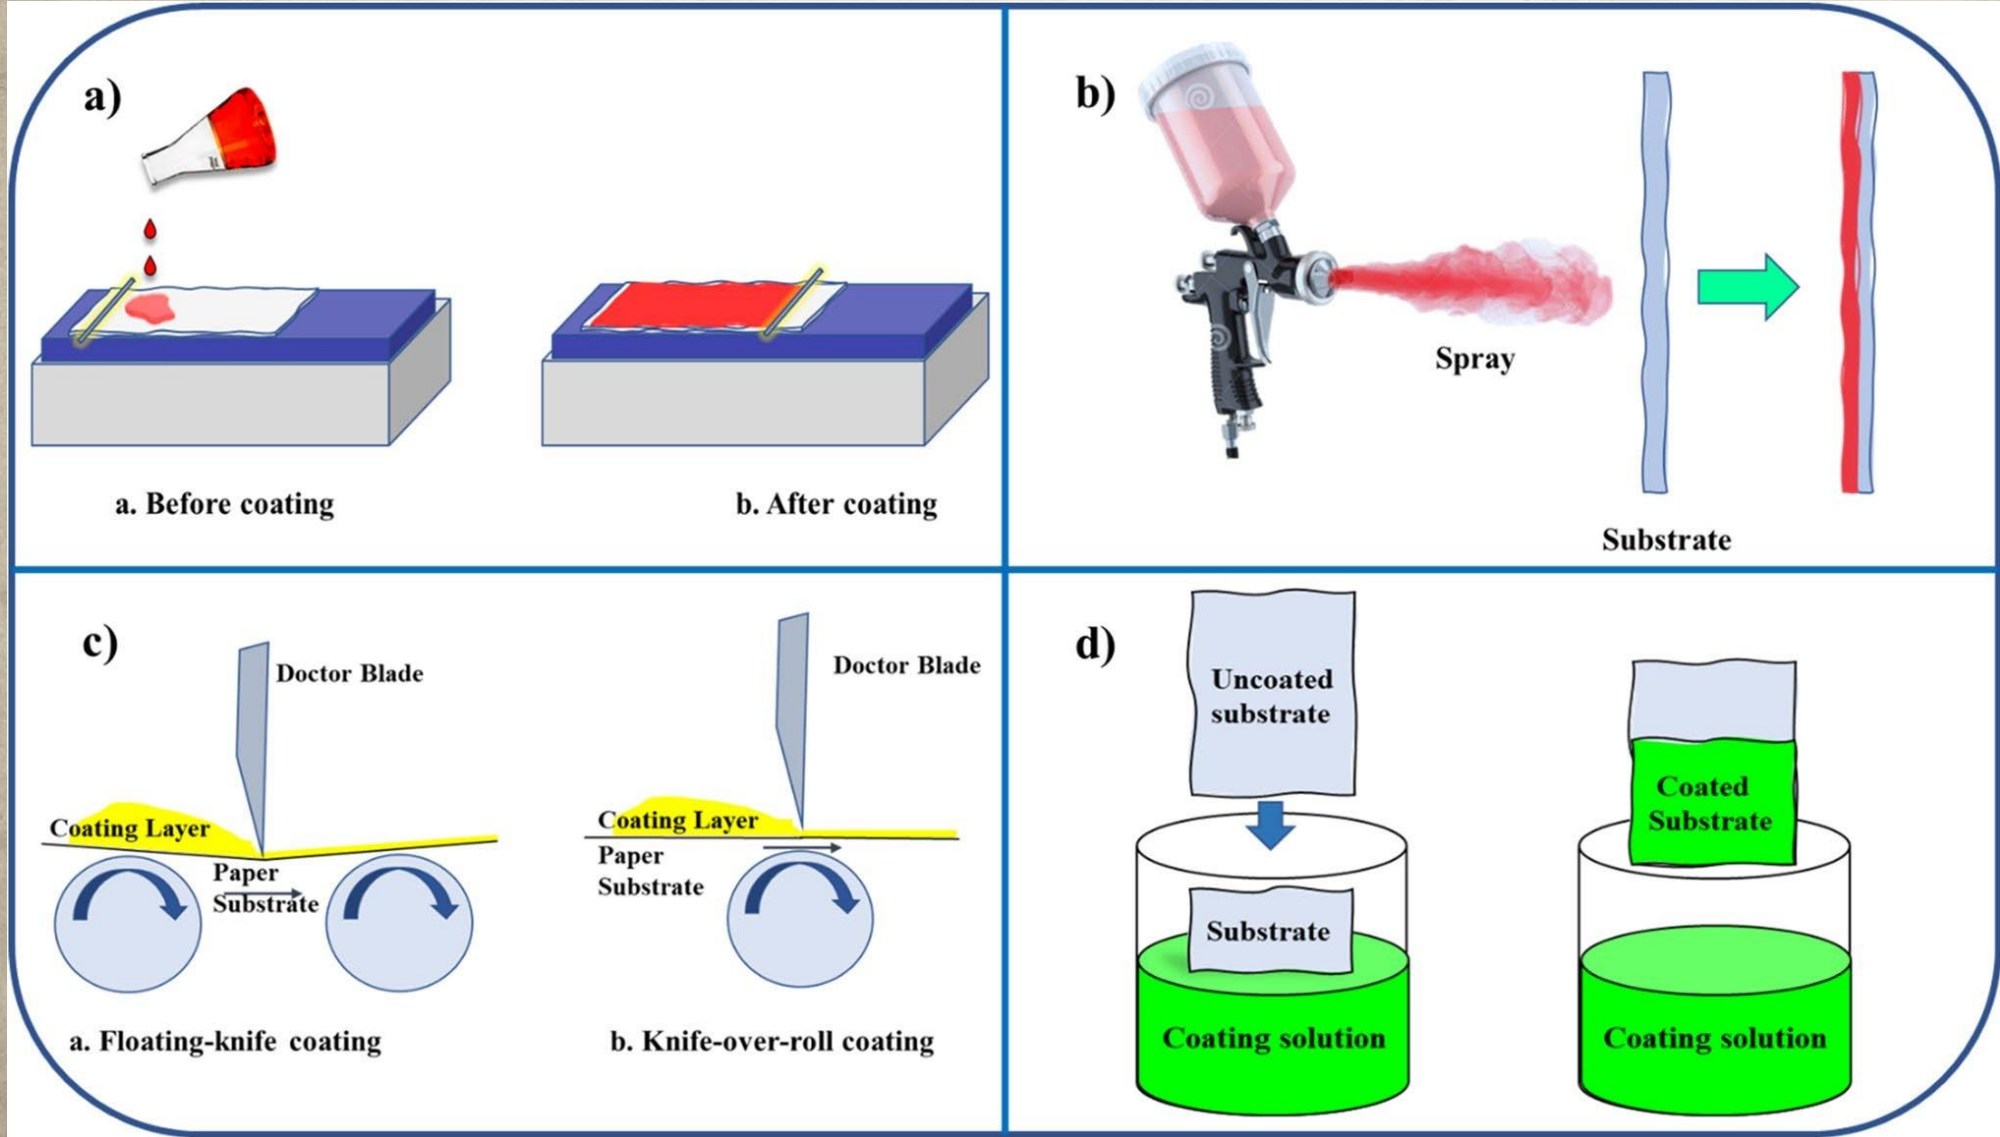 a)
a. Before coating
b. After coating
b)
Spray
Substrate
c)
Doctor Blade
Coating Layer
Paper
Substrate
a. Floating-knife coating
Doctor Blade
Coating Layer
Paper
Substrate
b. Knife-over-roll coating
d)
Uncoated
substrate
Substrate
Coating solution
Coated
Substrate
Coating solution